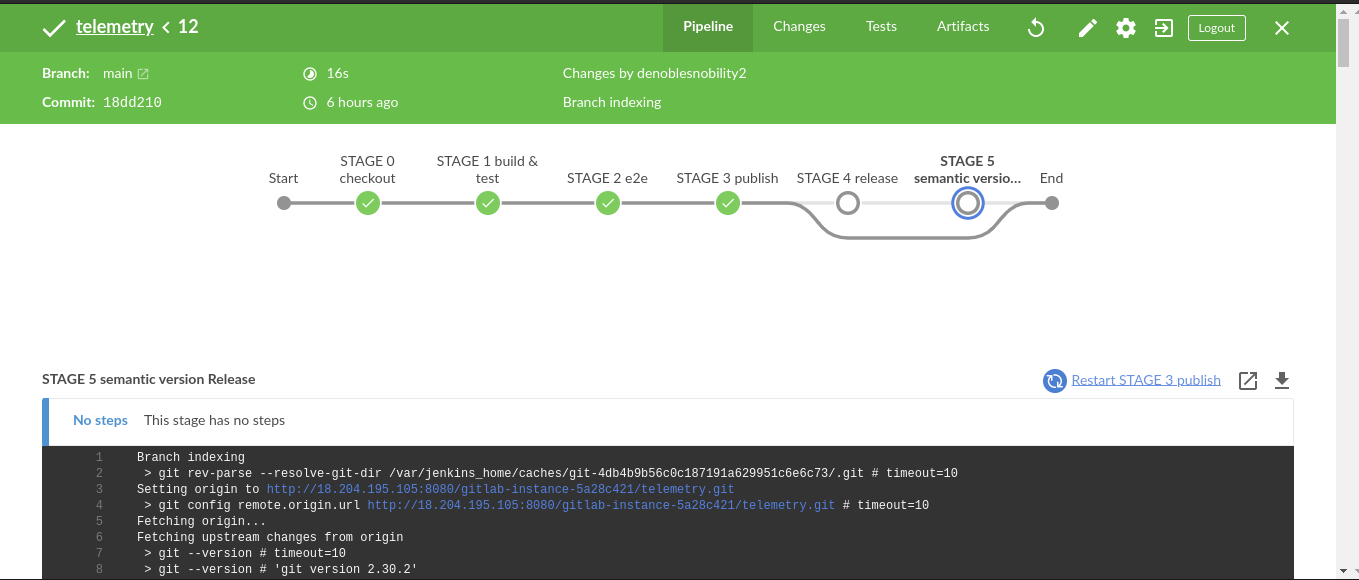 telemetry < 12 Pipeline Changes Tests Artifacts Logout
Branch: main 16s Changes by denoblesnobility2
Commit: 18dd210 6 hours ago Branch indexing
STAGE 0 STAGE 1 build & STAGE 5
Start checkout test STAGE 2 e2e STAGE 3 publish STAGE 4 release semantic versio... End
STAGE 5 semantic version Release Restart STAGE 3 publish
No steps This stage has no steps
1 Branch indexing
2 > git rev-parse --resolve-git-dir /var/jenkins_home/caches/git-4db4b9b56c0c187191a629951c6e6c73/.git # timeout=10
3 Setting origin to http://18.204.195.105:8080/gitlab-instance-5a28c421/telemetry.git
4 > git config remote.origin.url http://18.204.195.105:8080/gitlab-instance-5a28c421/telemetry.git # timeout=10
5 Fetching origin...
6 Fetching upstream changes from origin
7 > git --version # timeout=10
8 > git --version # 'git version 2.30.2'